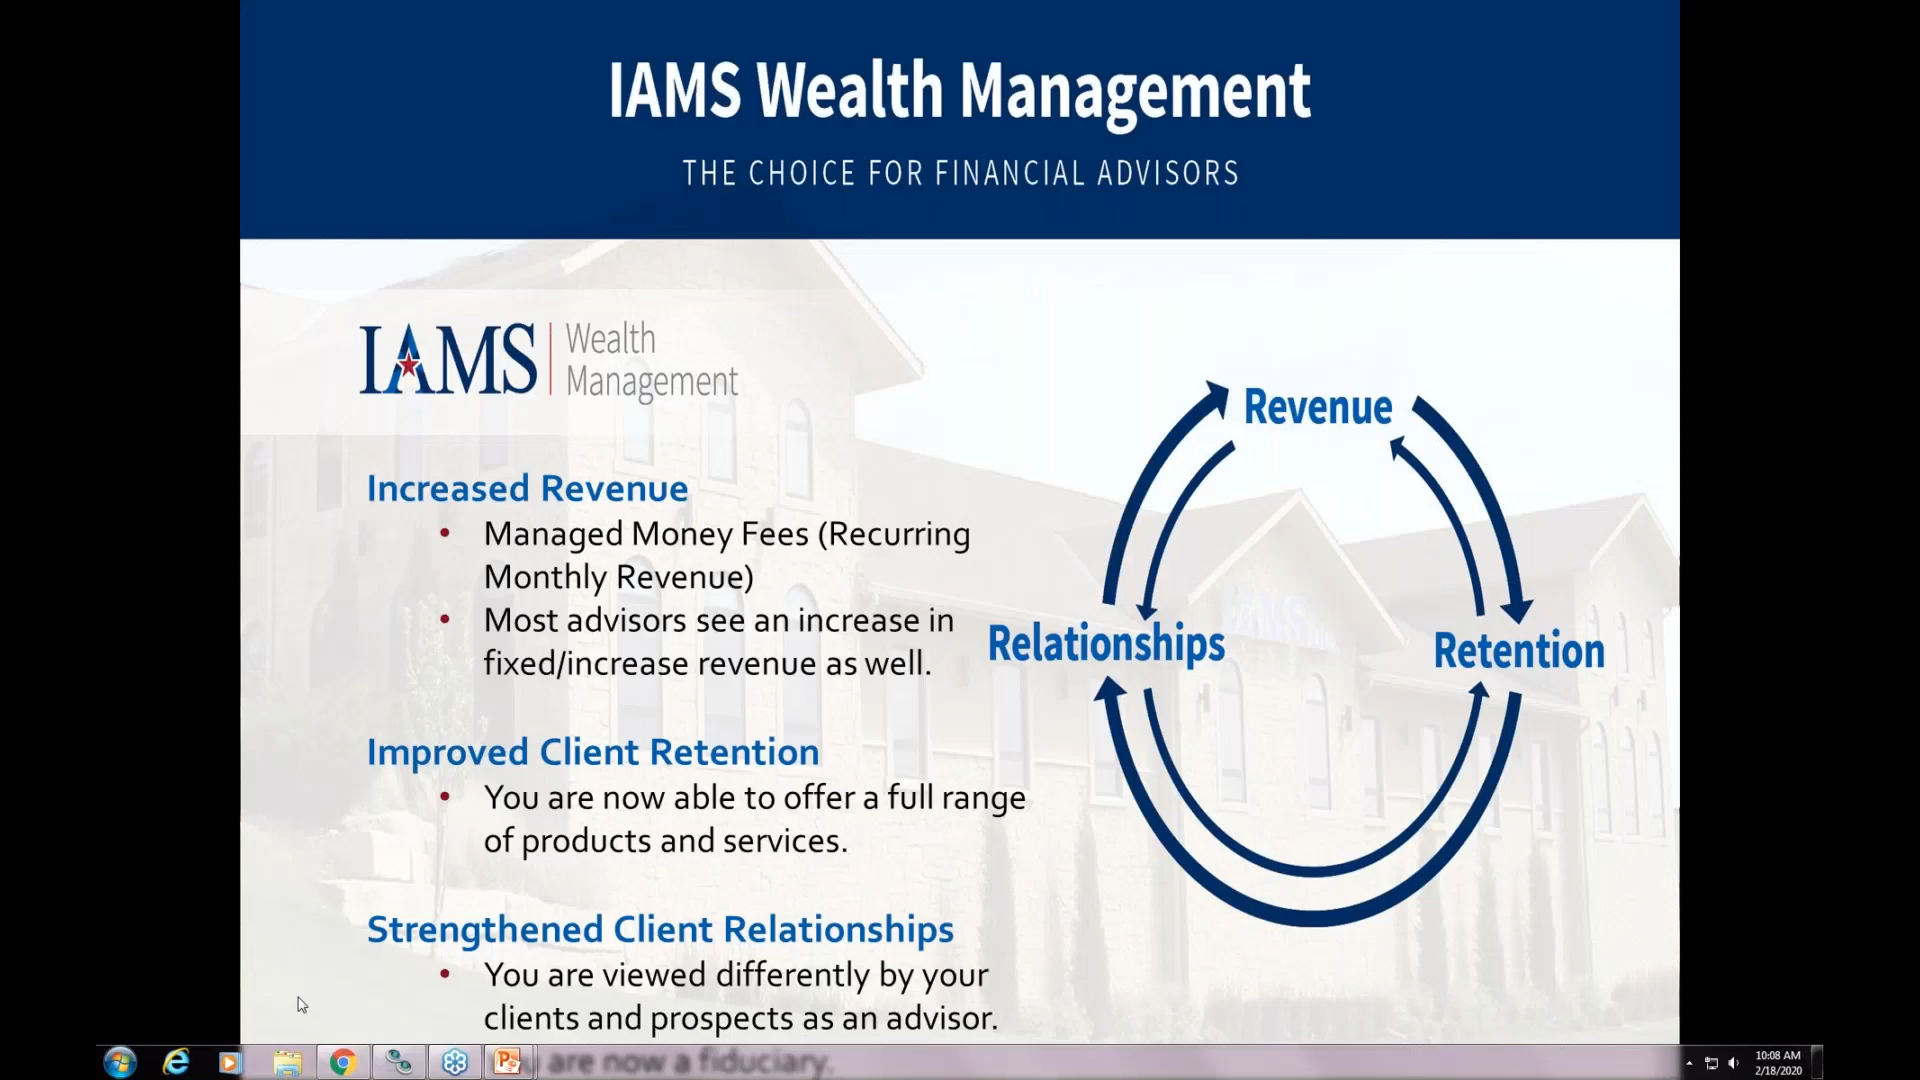 IAMS Wealth Management
THE CHOICE FOR FINANCIAL ADVISORS
IAMS Wealth
Management
Increased Revenue
• Managed Money Fees (Recurring
Monthly Revenue)
• Most advisors see an increase in
fixed/increase revenue as well.
Improved Client Retention
• You are now able to offer a full range
of products and services.
Strengthened Client Relationships
• You are viewed differently by your
clients and prospects as an advisor.
are now a fiduciary.
Revenue
Relationships
Retention
IAMS
10:08 AM
2/18/2020